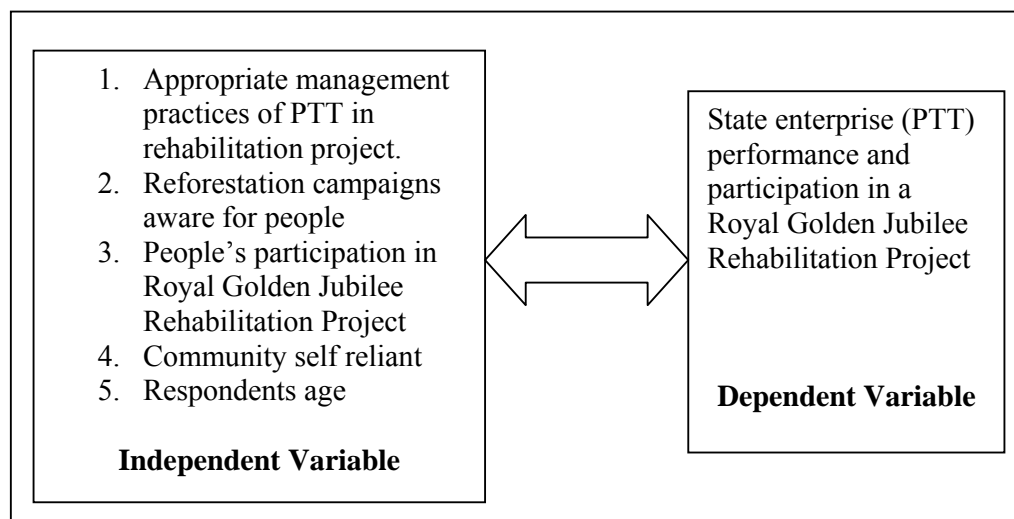 1. Appropriate management
practices of PTT in
rehabilitation project.
2. Reforestation campaigns
aware for people
3. People's participation in
Royal Golden Jubilee
Rehabilitation Project
4. Community self reliant
5. Respondents age
Independent Variable
State enterprise (PTT)
performance and
participation in a
Royal Golden Jubilee
Rehabilitation Project
Dependent Variable